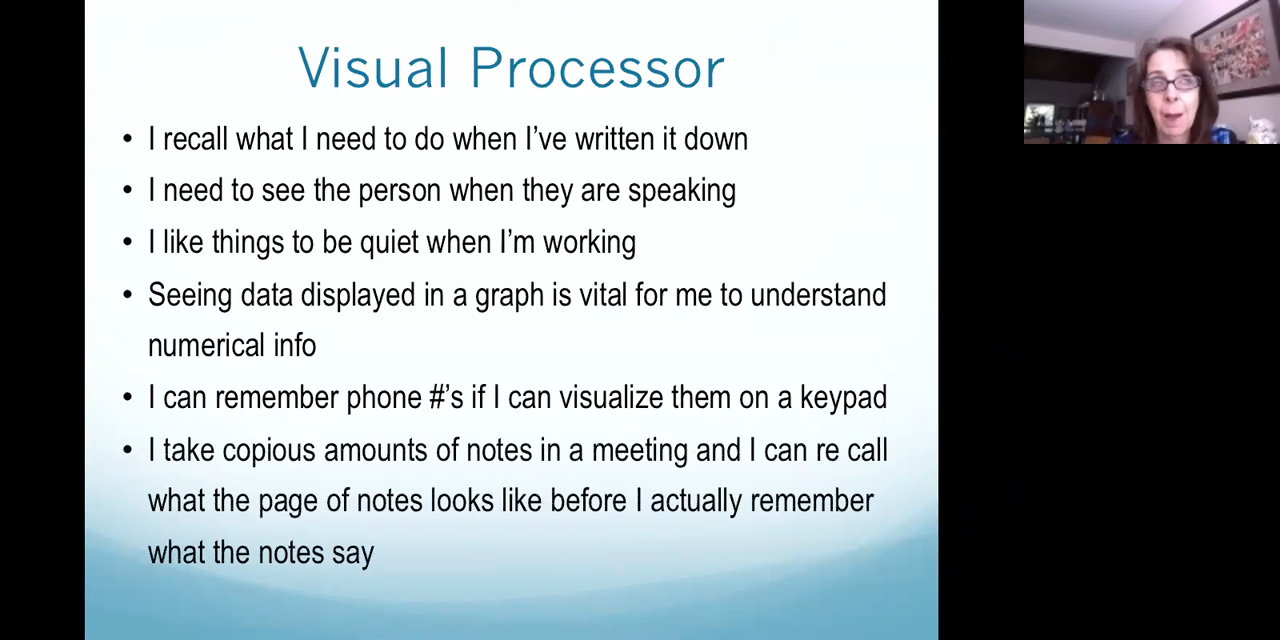 Visual Processor
• I recall what I need to do when I've written it down
• I need to see the person when they are speaking
• I like things to be quiet when I'm working
• Seeing data displayed in a graph is vital for me to understand
numerical info
• I can remember phone #'s if I can visualize them on a keypad
• I take copious amounts of notes in a meeting and I can re call
what the page of notes looks like before I actually remember
what the notes say